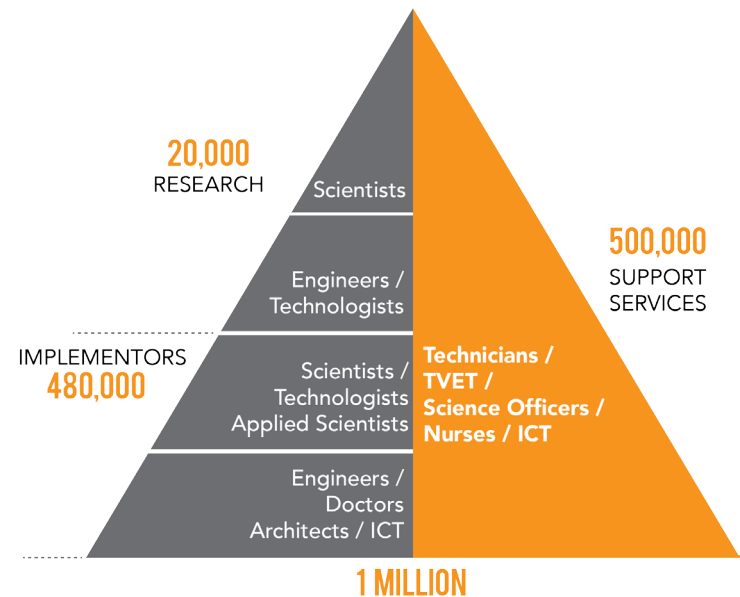 20,000
RESEARCH
Scientists
500,000
SUPPORT
SERVICES
Engineers /
Technologists
IMPLEMENTORS
480,000
Scientists /
Technologists
Applied Scientists
Technicians /
TVET /
Science Officers /
Nurses / ICT
Engineers /
Doctors
Architects / ICT
1 MILLION